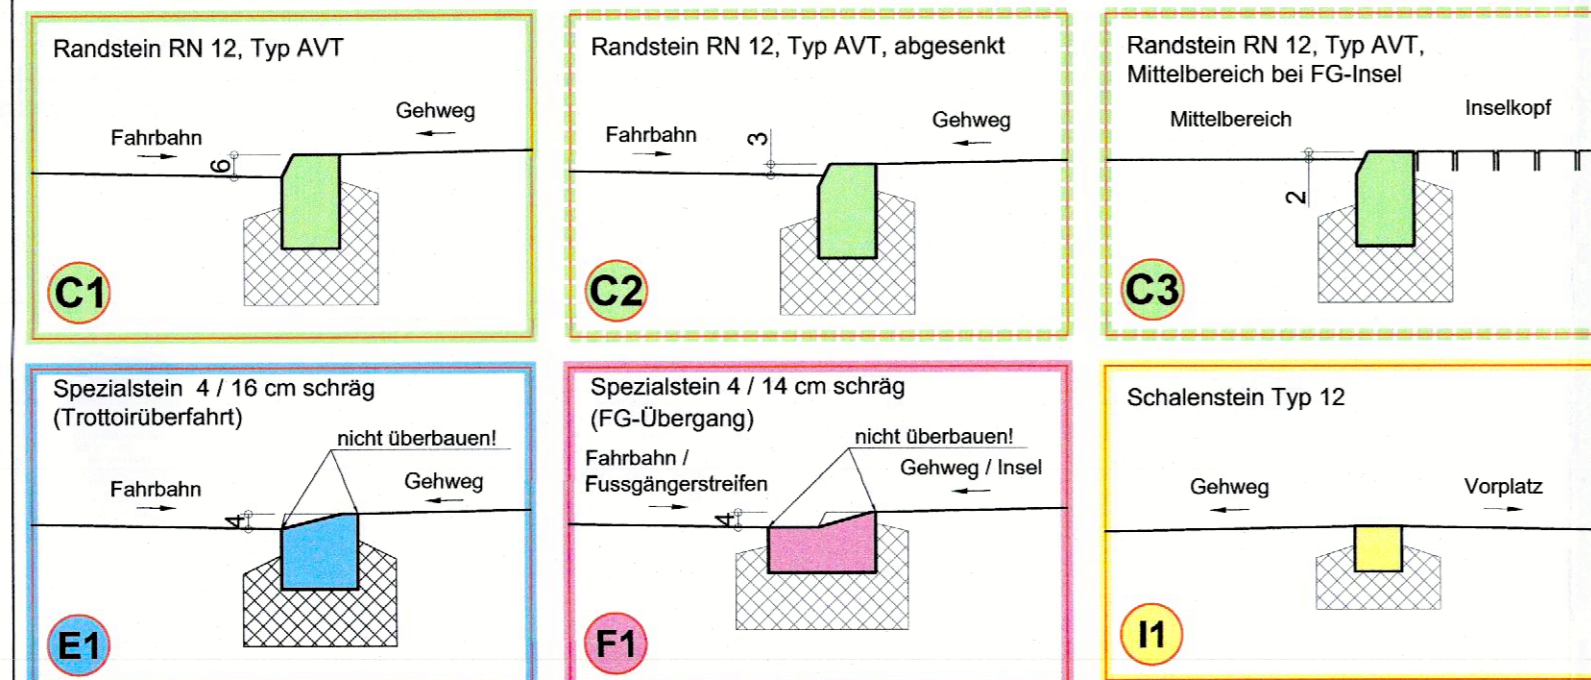 Randstein RN 12, Typ AVT
Fahrbahn
Gehweg
6
C1
Randstein RN 12, Typ AVT, abgesenkt
Fahrbahn
Gehweg
3
C2
Randstein RN 12, Typ AVT,
Mittelbereich bei FG-Insel
Mittelbereich
Inselkopf
2
C3
Spezialstein 4 / 16 cm schräg
(Trottoirüberfahrt)
nicht überbauen!
Fahrbahn
Gehweg
4
E1
Spezialstein 4 / 14 cm schräg
(FG-Übergang)
nicht überbauen!
Fahrbahn /
Fussgängerstreifen
Gehweg / Insel
4
F1
Schalenstein Typ 12
Gehweg
Vorplatz
I1